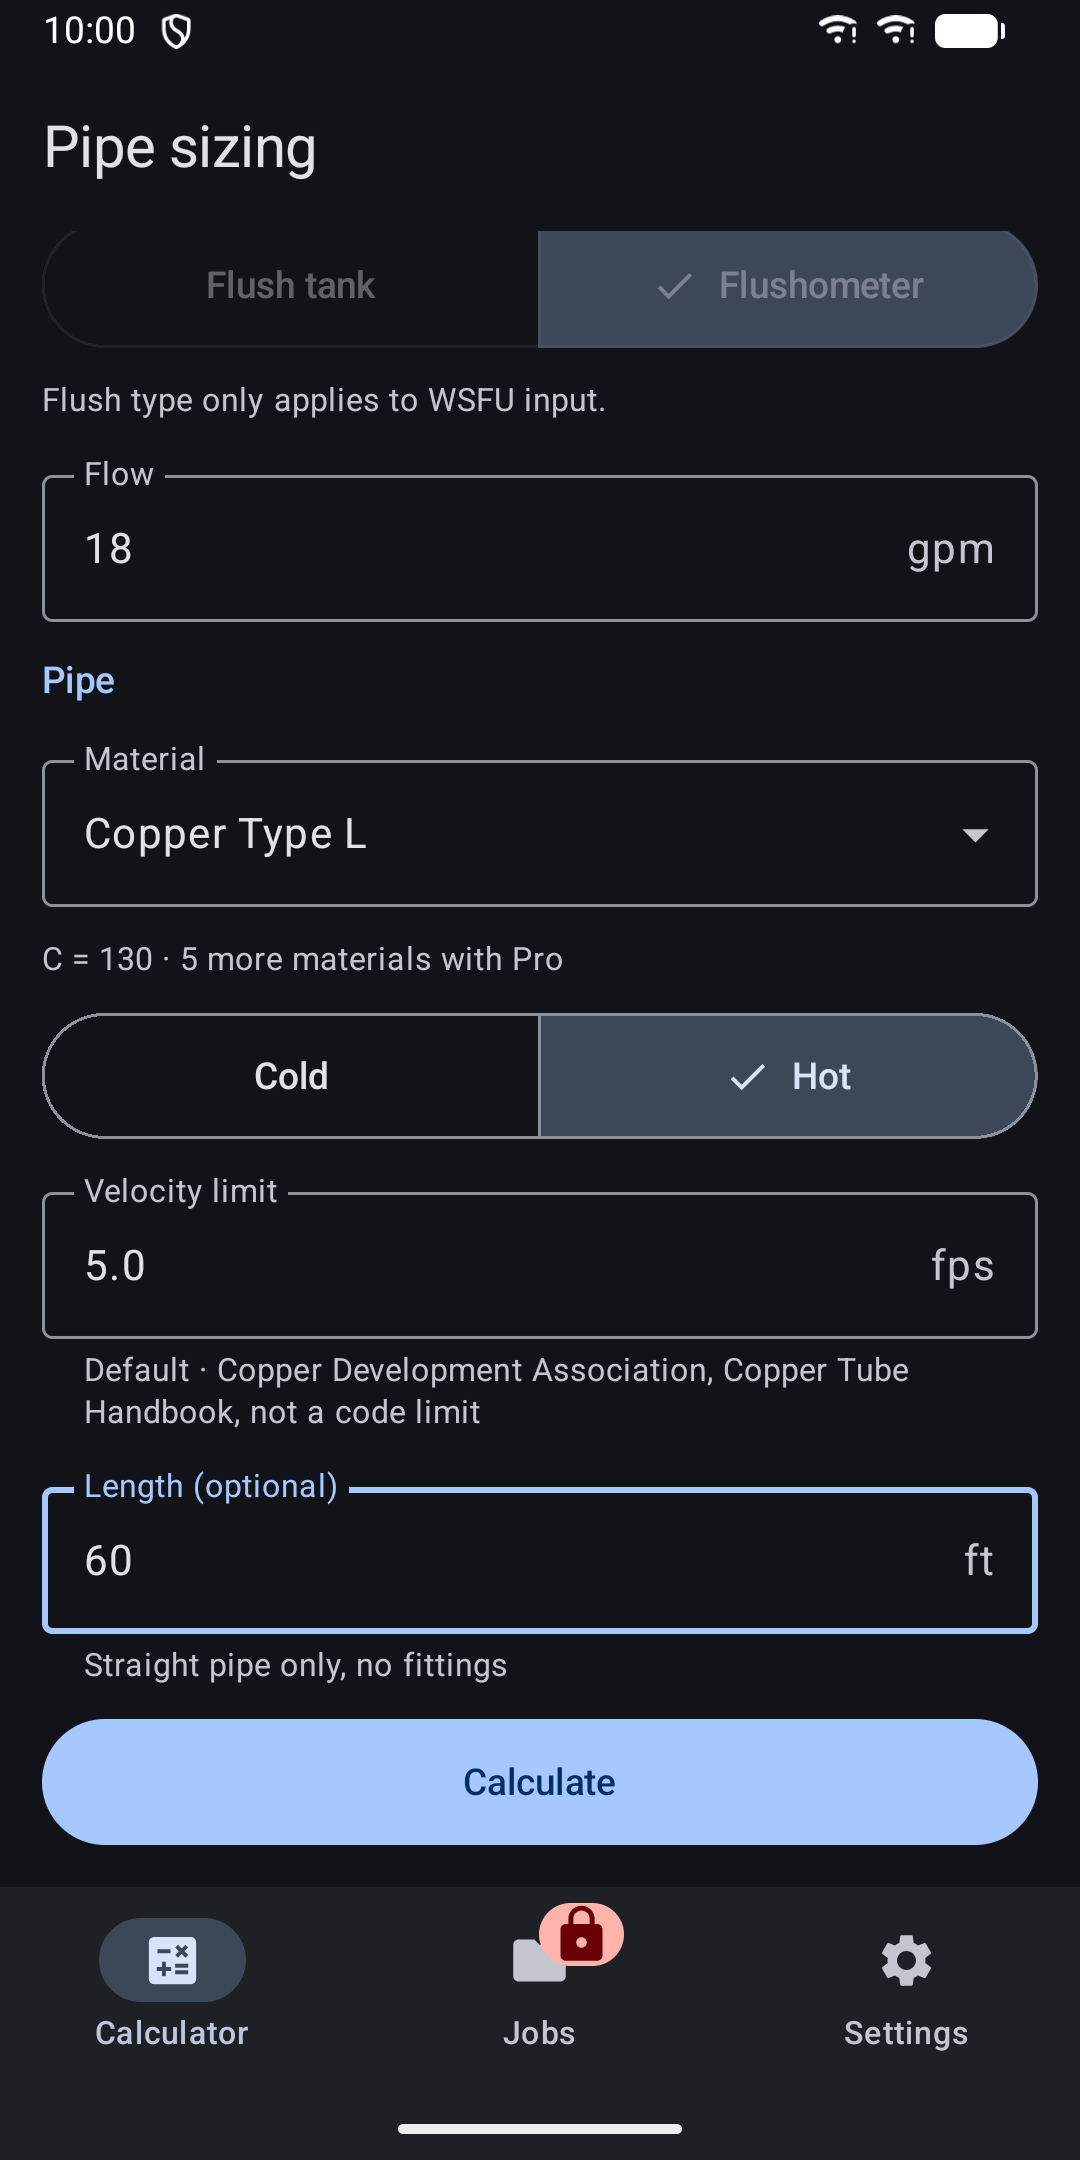 10:00
Pipe sizing
Flush tank
Flushometer
Flush type only applies to WSFU input.
Flow
18 gpm
Pipe
Material
Copper Type L
C = 130 · 5 more materials with Pro
Cold
Hot
Velocity limit
5.0 fps
Default · Copper Development Association, Copper Tube
Handbook, not a code limit
Length (optional)
60 ft
Straight pipe only, no fittings
Calculate
Calculator
Jobs
Settings